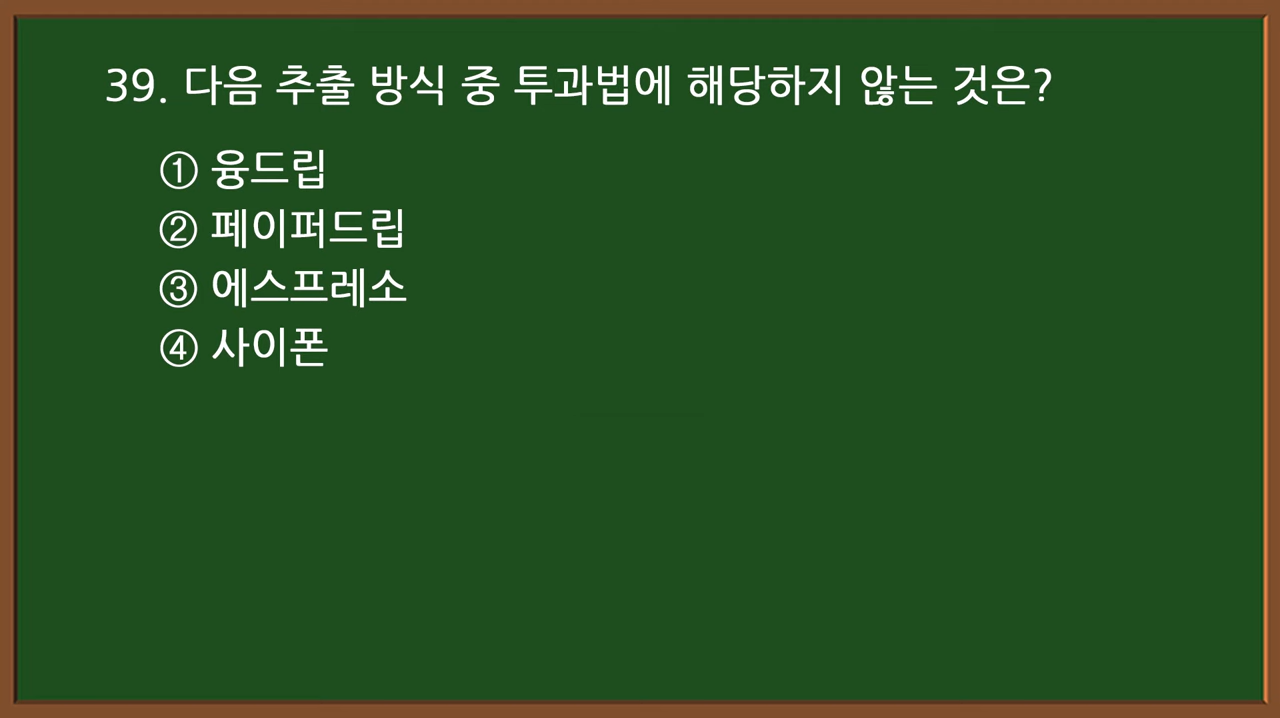 39. 다음 추출 방식 중 투과법에 해당하지 않는 것은?
① 융드립
② 페이퍼드립
③ 에스프레소
④ 사이폰